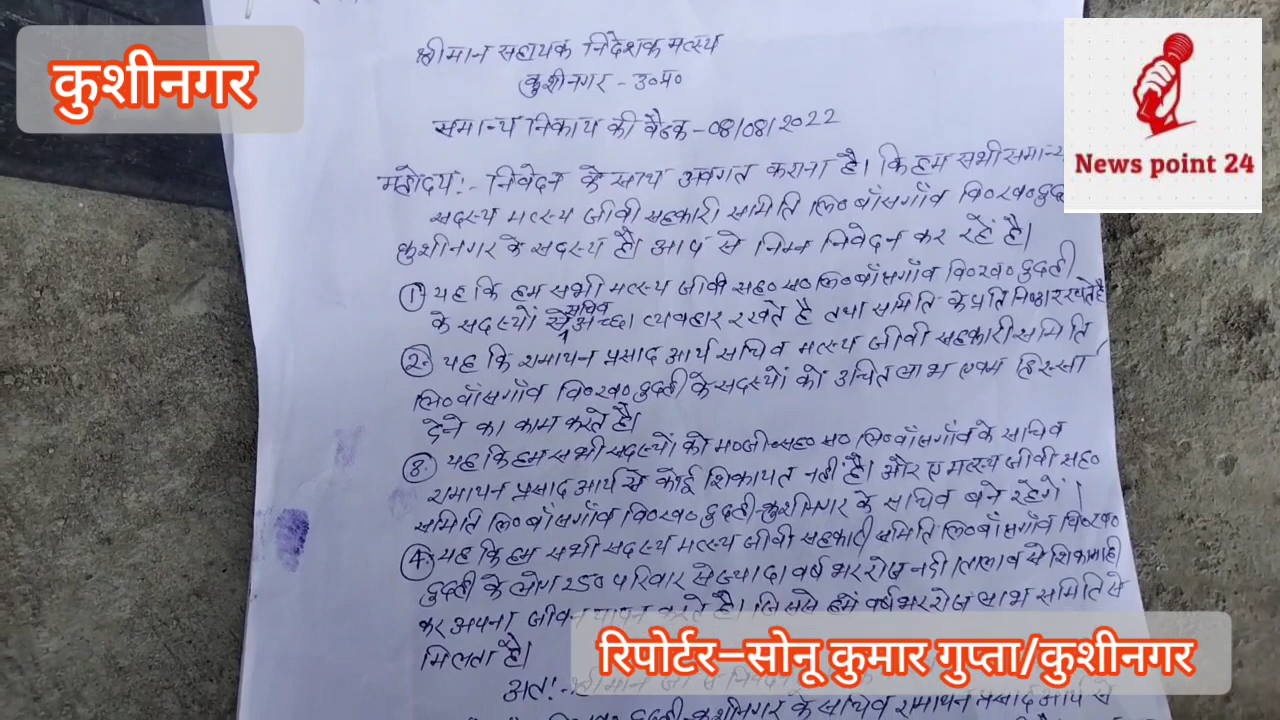 कुशीनगर
News point 24
श्रीमान सहायक निदेशक मत्स्य
कुशीनगर - उ०प्र०
समान्य निकाय की बैठक - 08/08/2022
महोदय:- निवेदन के साथ अवगत कराना है। कि हम सभी समान्य
सदस्य मत्स्य जीवी सहकारी समिति लि० बाँसगाँव वि०ख० दुद
कुशीनगर के सदस्य है। आप से निम्न निवेदन कर रहें है।
① यह कि हम सभी मत्स्य जीवी सह० स० लि० बाँसगाँव वि०ख० दुदही
के सदस्यों से सचिव अच्छा व्यवहार रखते है तथा समिति के प्रति रखते है
② यह कि रामायन प्रसाद आर्य सचिव मत्स्य जीवी सहकारी समिति
लि० बाँसगाँव वि०ख० दुदही के सदस्यों कों उचित लाभ एवम हिस्सा
देने का काम करते है।
③ यह कि हम सभी सदस्यों को म०जी०सह० स० लि० बाँसगाँव के सचिव
रामायन प्रसाद आर्य से कोई शिकायत नहीं है। और ए मत्स्य जीवी सह०
समिति लि० बाँसगाँव वि०ख० दुदही-कुशीनगर के सचिव बने रहेगें।
④ यह कि हम सभी सदस्य मत्स्य जीवी सहकारी समिति लि० बाँसगाँव वि०ख०
दुदही के लोग 250 परिवार से ज्यादा वर्ष भर रोज नदी तालाब से शिकारमाही
कर अपना जीवन यापन करते है। जिससे हमें वर्ष भर रोज लाभ समिति से
मिलता है।
रिपोर्टर–सोनू कुमार गुप्ता/कुशीनगर
अतः- श्रीमान जी से निवेदन
दुदही-कुशीनगर के सचिव रामायन प्रसाद आर्य से